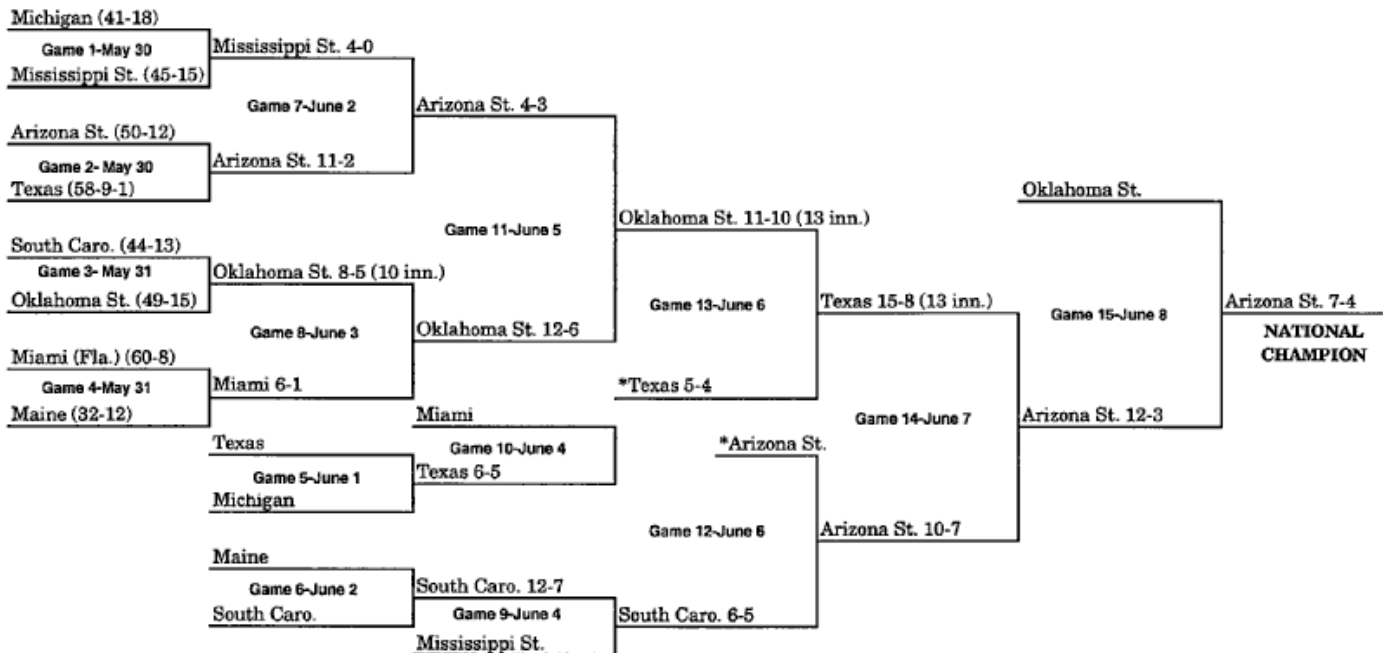 Michigan (41-18)
Game 1-May 30
Mississippi St. 4-0
Mississippi St. (45-15)
Game 7-June 2
Arizona St. 4-3
Arizona St. (50-12)
Game 2- May 30
Arizona St. 11-2
Texas (58-9-1)
Oklahoma St.
Game 11-June 5
Oklahoma St. 11-10 (13 inn.)
South Caro. (44-13)
Game 3- May 31
Oklahoma St. 8-5 (10 inn.)
Oklahoma St. (49-15)
Game 13-June 6
Texas 15-8 (13 inn.)
Game 15-June 8
Arizona St. 7-4
Game 8-June 3
Oklahoma St. 12-6
NATIONAL
CHAMPION
Miami (Fla.) (60-8)
Game 4-May 31
Miami 6-1
*Texas 5-4
Maine (32-12)
Miami
Game 14-June 7
Arizona St. 12-3
Texas
Game 10-June 4
*Arizona St.
Game 5-June 1
Texas 6-5
Michigan
Game 12-June 6
Arizona St. 10-7
Maine
Game 6-June 2
South Caro. 12-7
South Caro.
Game 9-June 4
South Caro. 6-5
Mississippi St.